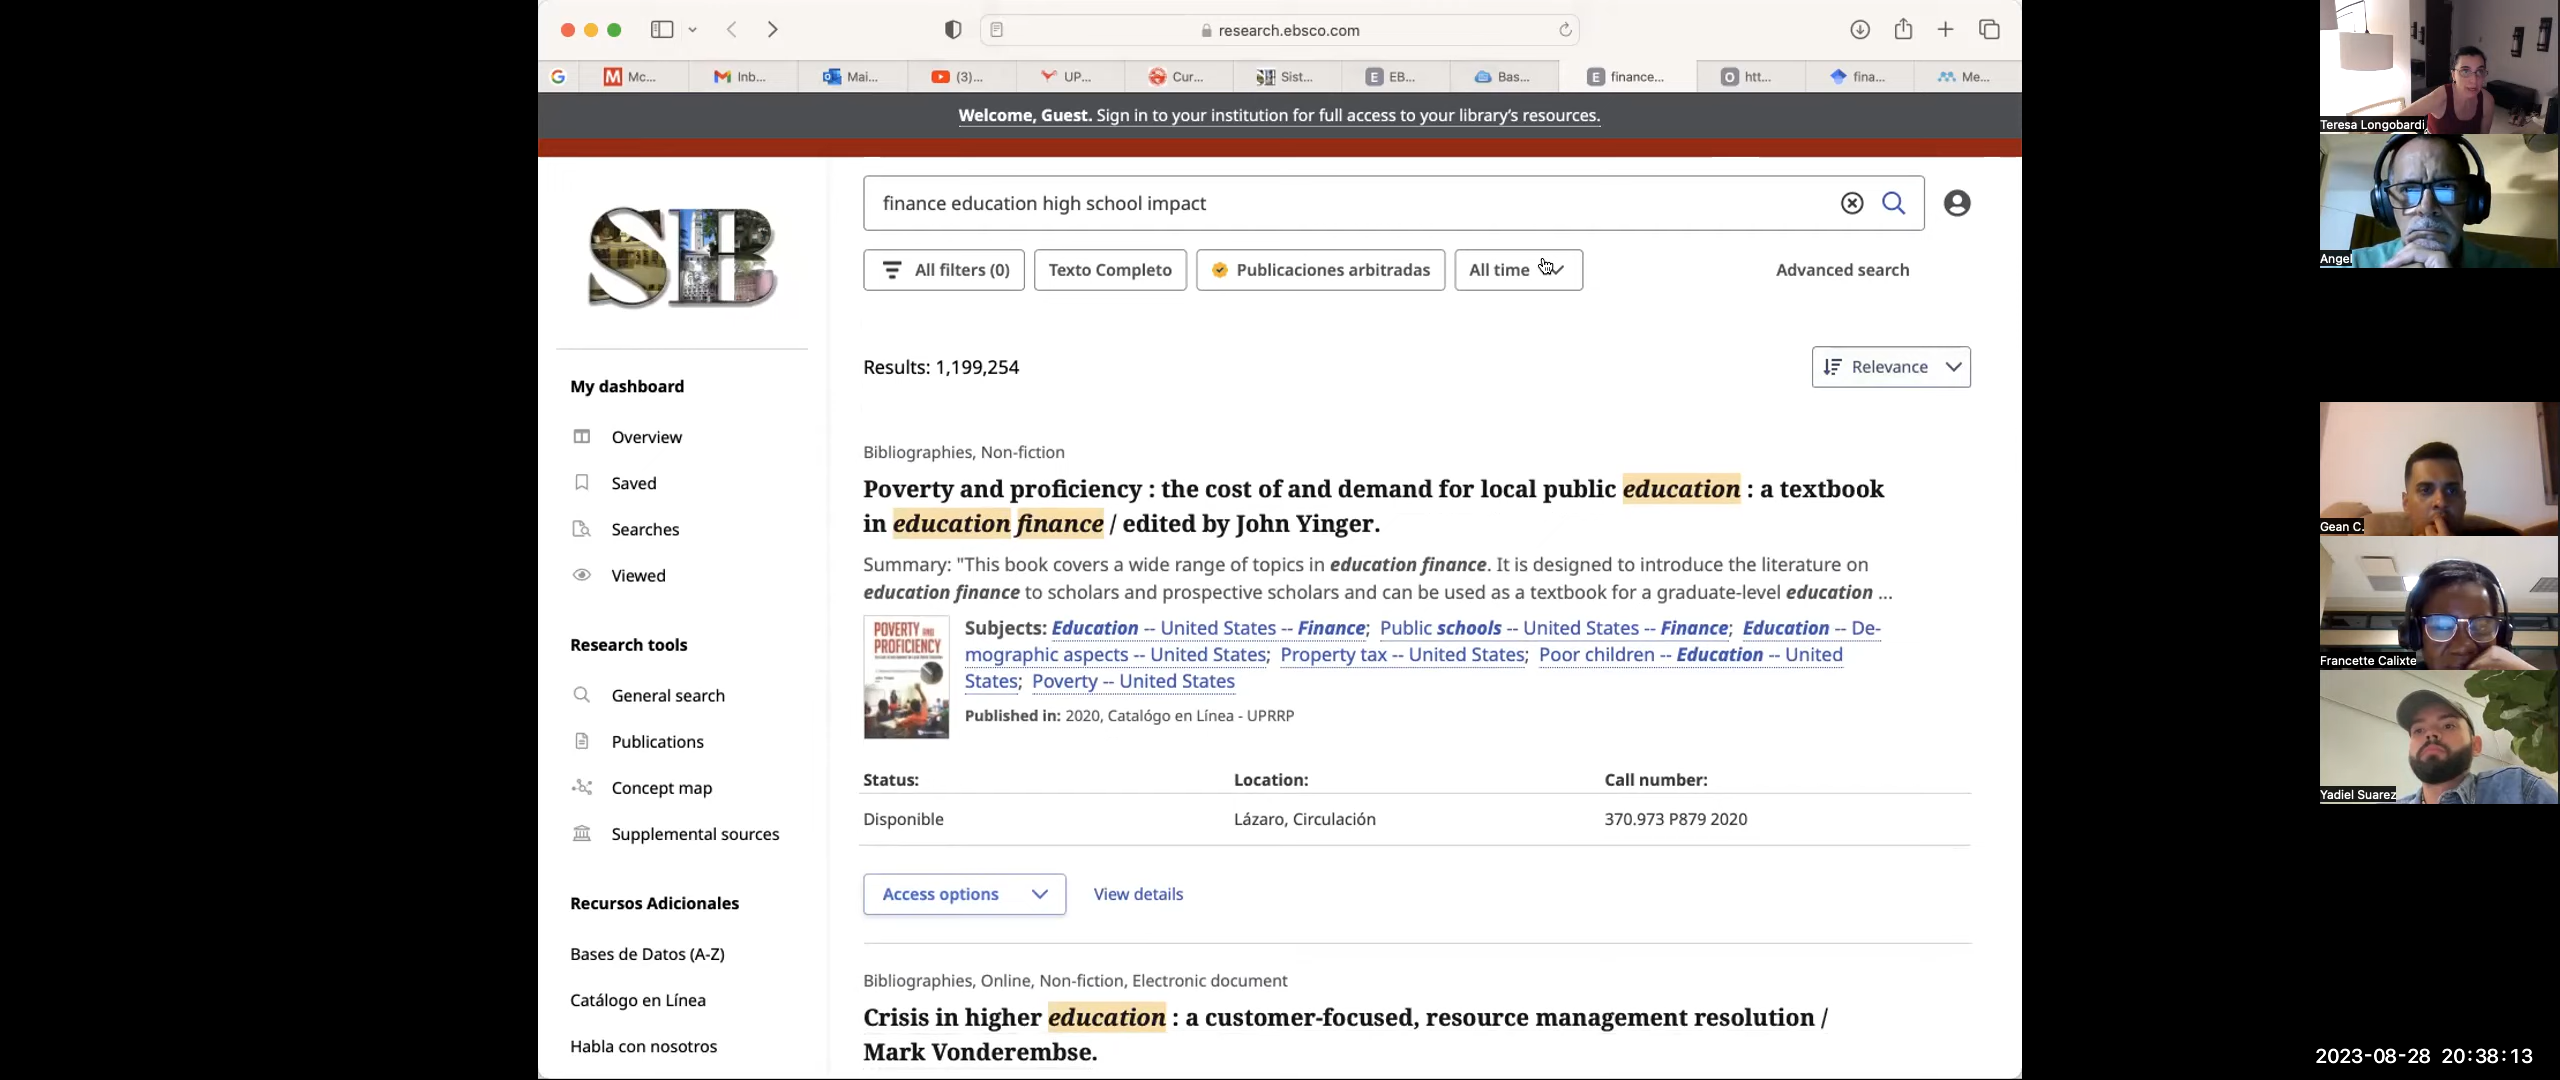 research.ebsco.com
Mc...
Inb...
Mai...
(3)...
UP...
Cur...
Sist...
EB...
Bas...
finance...
htt...
fina...
Me...
Welcome, Guest. Sign in to your institution for full access to your library's resources.
SB
finance education high school impact
All filters (0)
Texto Completo
Publicaciones arbitradas
All time
Advanced search
Results: 1,199,254
Relevance
My dashboard
Overview
Saved
Searches
Viewed
Research tools
General search
Publications
Concept map
Supplemental sources
Recursos Adicionales
Bases de Datos (A-Z)
Catálogo en Línea
Habla con nosotros
Bibliographies, Non-fiction
Poverty and proficiency : the cost of and demand for local public education : a textbook
in education finance / edited by John Yinger.
Summary: "This book covers a wide range of topics in education finance. It is designed to introduce the literature on
education finance to scholars and prospective scholars and can be used as a textbook for a graduate-level education ...
POVERTY AND
PROFICIENCY
Subjects: Education -- United States -- Finance; Public schools -- United States -- Finance; Education -- De-
mographic aspects -- United States; Property tax -- United States; Poor children -- Education -- United
States; Poverty -- United States
Published in: 2020, Catalógo en Línea - UPRRP
Status: Location: Call number:
Disponible Lázaro, Circulación 370.973 P879 2020
Access options
View details
Bibliographies, Online, Non-fiction, Electronic document
Crisis in higher education : a customer-focused, resource management resolution /
Mark Vonderembse.
Teresa Longobardi
Angel
Gean C.
Francette Calixte
Yadiel Suarez
2023-08-28 20:38:13